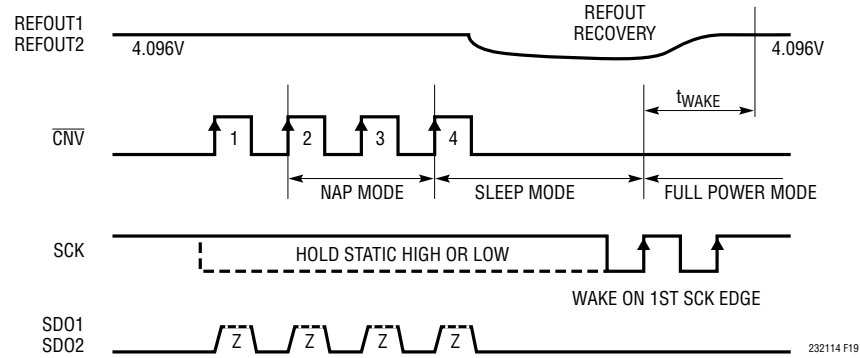 REFOUT1
REFOUT2
4.096V
REFOUT
RECOVERY
4.096V
tWAKE
CNV
1
2
3
4
NAP MODE
SLEEP MODE
FULL POWER MODE
SCK
HOLD STATIC HIGH OR LOW
WAKE ON 1ST SCK EDGE
SDO1
SDO2
Z
Z
Z
Z
232114 F19